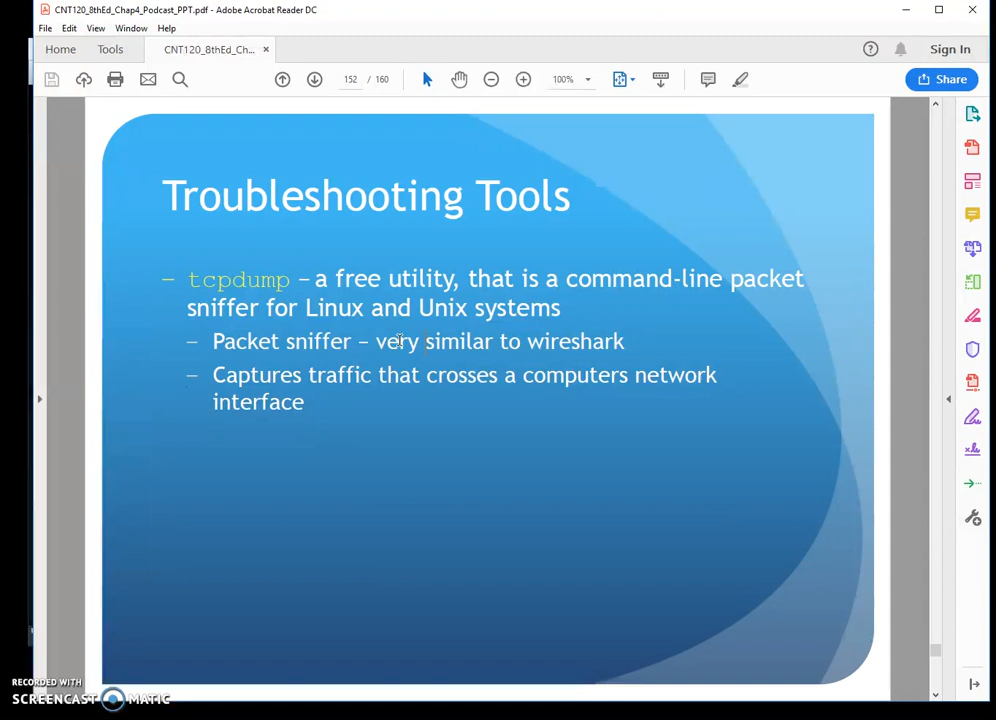 CNT120_8thEd_Chap4_Podcast_PPT.pdf - Adobe Acrobat Reader DC
File Edit View Window Help
Home Tools CNT120_8thEd_Ch... × Sign In
152 / 160 100% Share
Troubleshooting Tools
– tcpdump – a free utility, that is a command-line packet
sniffer for Linux and Unix systems
– Packet sniffer – very similar to wireshark
– Captures traffic that crosses a computers network
interface
RECORDED WITH
SCREENCAST MATIC